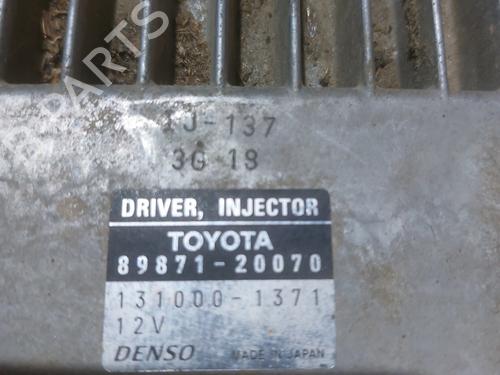 J-137
3G 18
DRIVER, INJECTOR
TOYOTA
89871-20070
131000-1371
12V
DENSO MADE IN JAPAN
PARTS